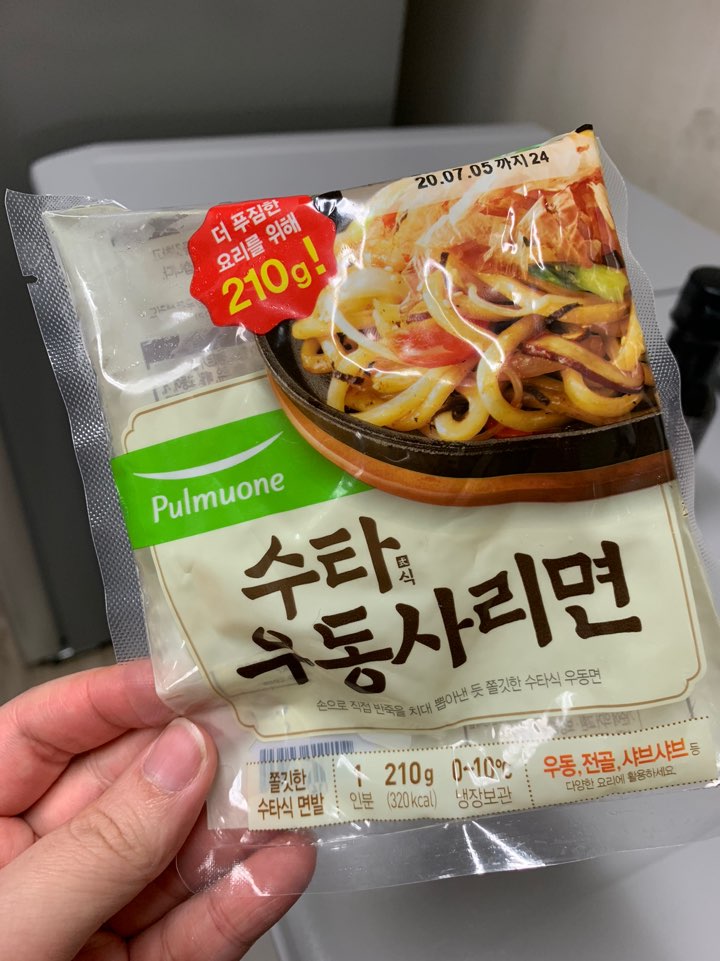 20.07.05 까지 24
더 푸짐한
요리를 위해
210g!
Pulmuone
수타식
우동사리면
손으로 직접 반죽을 치대 뽑아낸 듯 쫄깃한 수타식 우동면
쫄깃한
수타식 면발
1
인분
210g
(320kcal)
0~10℃
냉장보관
우동, 전골, 샤브샤브 등
다양한 요리에 활용하세요.